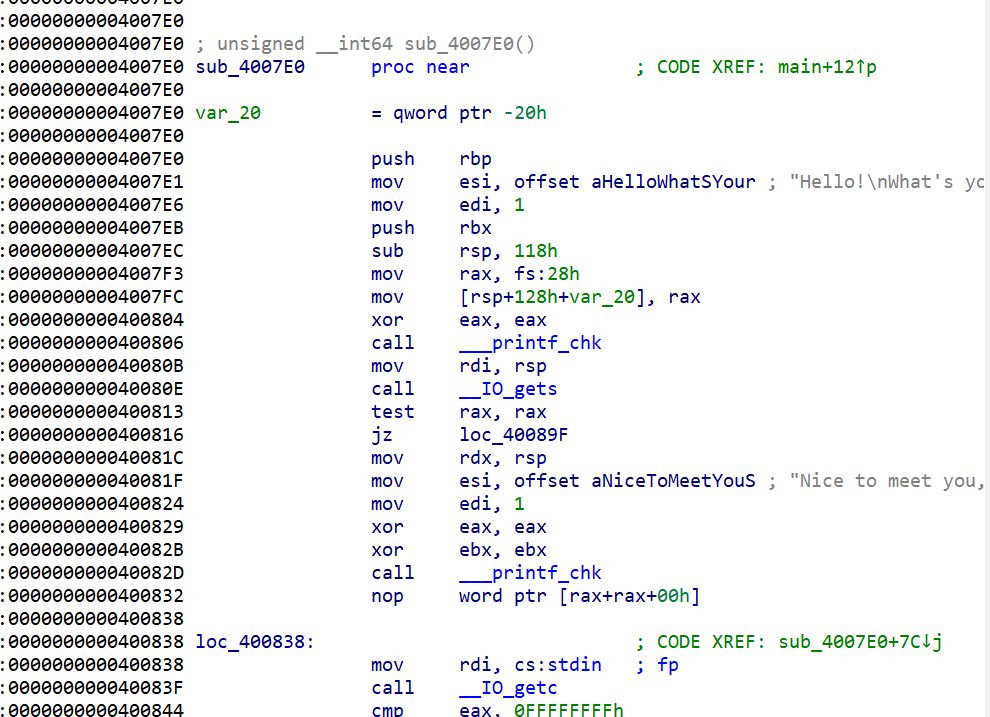 :00000000004007E0
:00000000004007E0
:00000000004007E0 ; unsigned __int64 sub_4007E0()
:00000000004007E0 sub_4007E0 proc near ; CODE XREF: main+12↑p
:00000000004007E0
:00000000004007E0 var_20 = qword ptr -20h
:00000000004007E0
:00000000004007E0 push rbp
:00000000004007E1 mov esi, offset aHelloWhatSYour ; "Hello!\nWhat's yo
:00000000004007E6 mov edi, 1
:00000000004007EB push rbx
:00000000004007EC sub rsp, 118h
:00000000004007F3 mov rax, fs:28h
:00000000004007FC mov [rsp+128h+var_20], rax
:0000000000400804 xor eax, eax
:0000000000400806 call ___printf_chk
:000000000040080B mov rdi, rsp
:000000000040080E call __IO_gets
:0000000000400813 test rax, rax
:0000000000400816 jz loc_40089F
:000000000040081C mov rdx, rsp
:000000000040081F mov esi, offset aNiceToMeetYouS ; "Nice to meet you,
:0000000000400824 mov edi, 1
:0000000000400829 xor eax, eax
:000000000040082B xor ebx, ebx
:000000000040082D call ___printf_chk
:0000000000400832 nop word ptr [rax+rax+00h]
:0000000000400838
:0000000000400838 loc_400838: ; CODE XREF: sub_4007E0+7C↓j
:0000000000400838 mov rdi, cs:stdin ; fp
:000000000040083F call __IO_getc
:0000000000400844 cmp eax, 0FFFFFFFFh